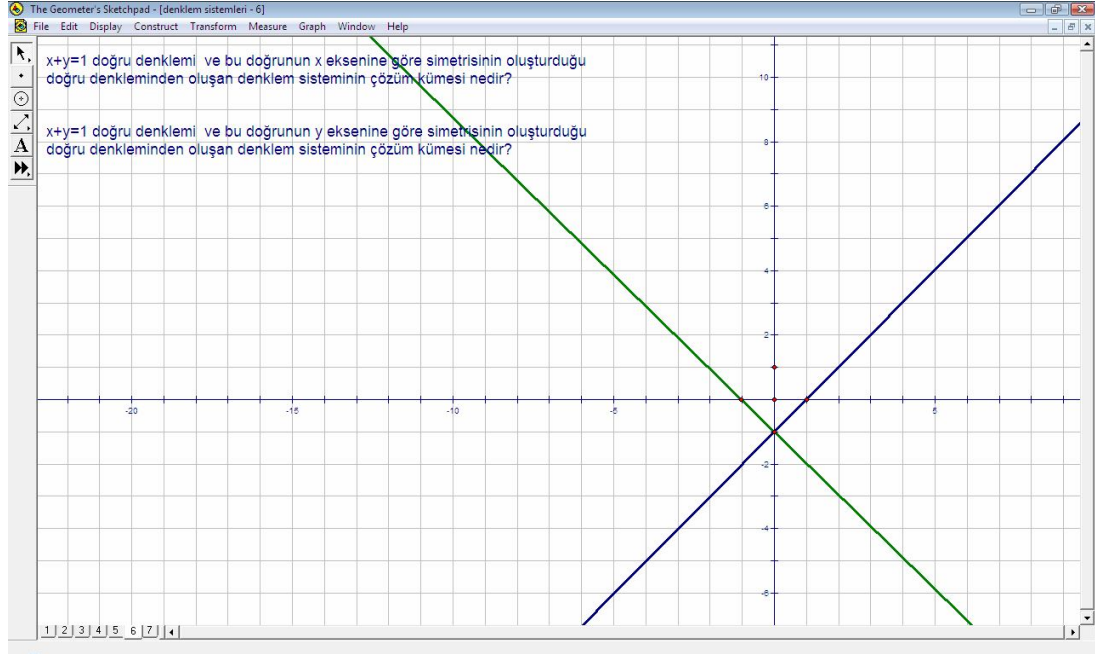 The Geometer's Sketchpad - [denklem sistemleri - 6]
File Edit Display Construct Transform Measure Graph Window Help
x+y=1 doğru denklemi ve bu doğrunun x eksenine göre simetrisinin oluşturduğu
doğru denkleminden oluşan denklem sisteminin çözüm kümesi nedir?
x+y=1 doğru denklemi ve bu doğrunun y eksenine göre simetrisinin oluşturduğu
doğru denkleminden oluşan denklem sisteminin çözüm kümesi nedir?
A
10
8
6
4
2
-20 -15 -10 -5 5
-2
-4
-6
1 2 3 4 5 6 7